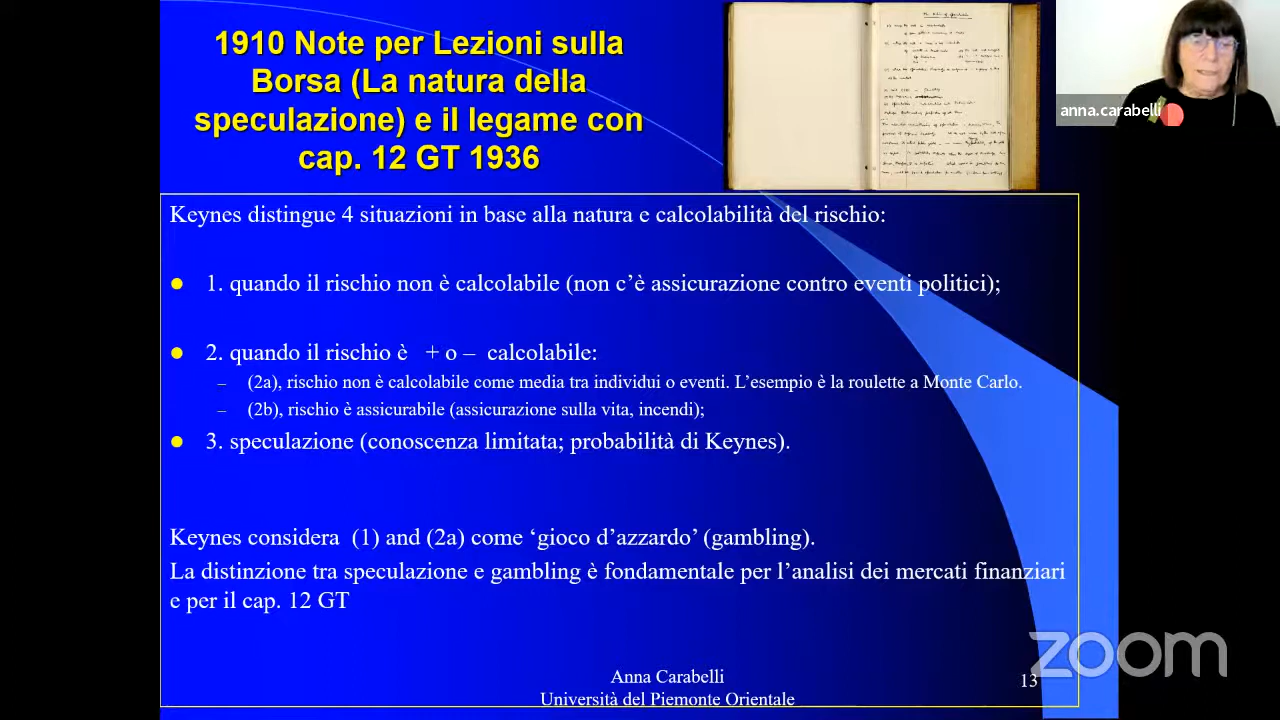 1910 Note per Lezioni sulla
Borsa (La natura della
speculazione) e il legame con
cap. 12 GT 1936
anna.carabelli
Keynes distingue 4 situazioni in base alla natura e calcolabilità del rischio:
1. quando il rischio non è calcolabile (non c’è assicurazione contro eventi politici);
2. quando il rischio è + o – calcolabile:
– (2a), rischio non è calcolabile come media tra individui o eventi. L’esempio è la roulette a Monte Carlo.
– (2b), rischio è assicurabile (assicurazione sulla vita, incendi);
3. speculazione (conoscenza limitata; probabilità di Keynes).
Keynes considera (1) and (2a) come ‘gioco d’azzardo’ (gambling).
La distinzione tra speculazione e gambling è fondamentale per l’analisi dei mercati finanziari
e per il cap. 12 GT
zoom
Anna Carabelli
Università del Piemonte Orientale
13